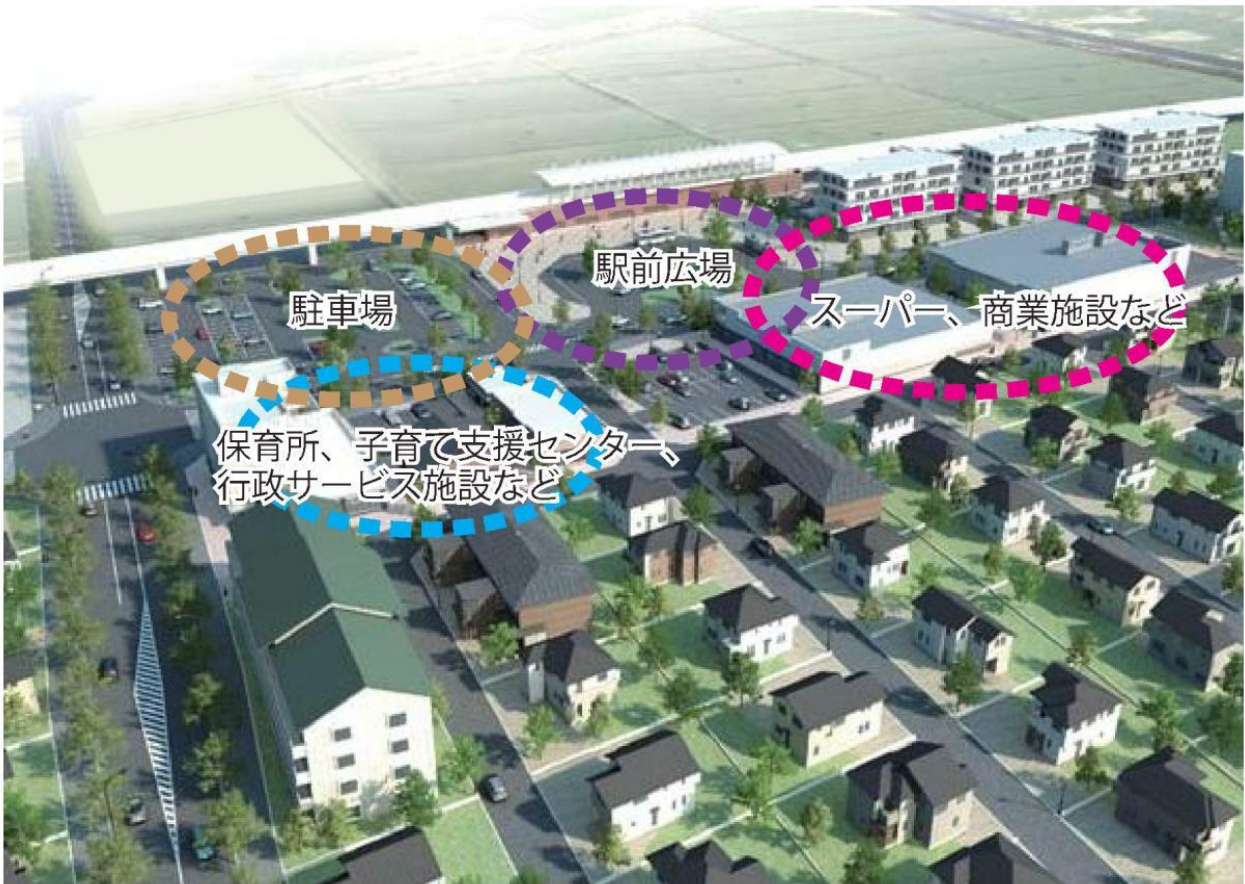 駅前広場
駐車場
スーパー、商業施設など
保育所、子育て支援センター、
行政サービス施設など